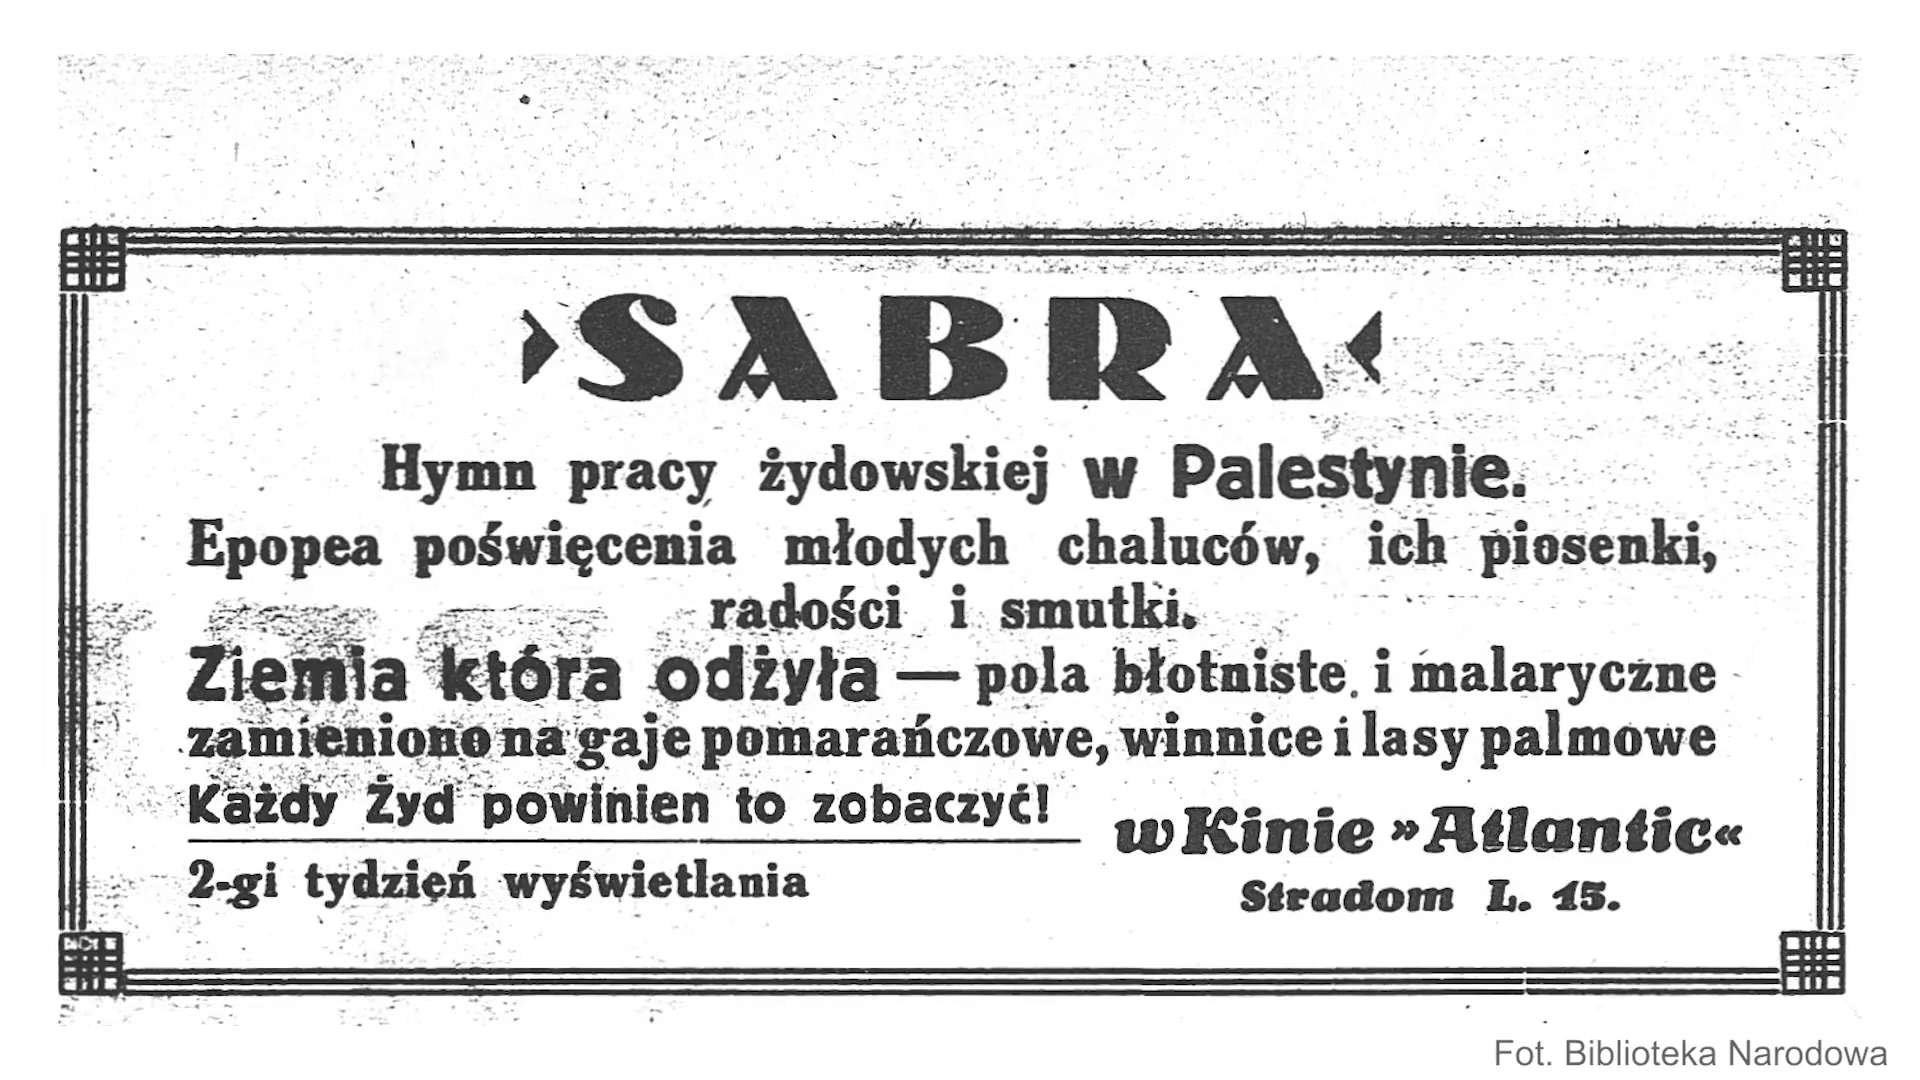 ›SABRA‹
Hymn pracy żydowskiej w Palestynie.
Epopea poświęcenia młodych chaluców, ich piosenki,
radości i smutki.
Ziemia która odżyła — pola błotniste i malaryczne
zamieniono na gaje pomarańczowe, winnice i lasy palmowe
Każdy Żyd powinien to zobaczyć!
2-gi tydzień wyświetlania
w Kinie »Atlantic«
Stradom L. 15.
Fot. Biblioteka Narodowa